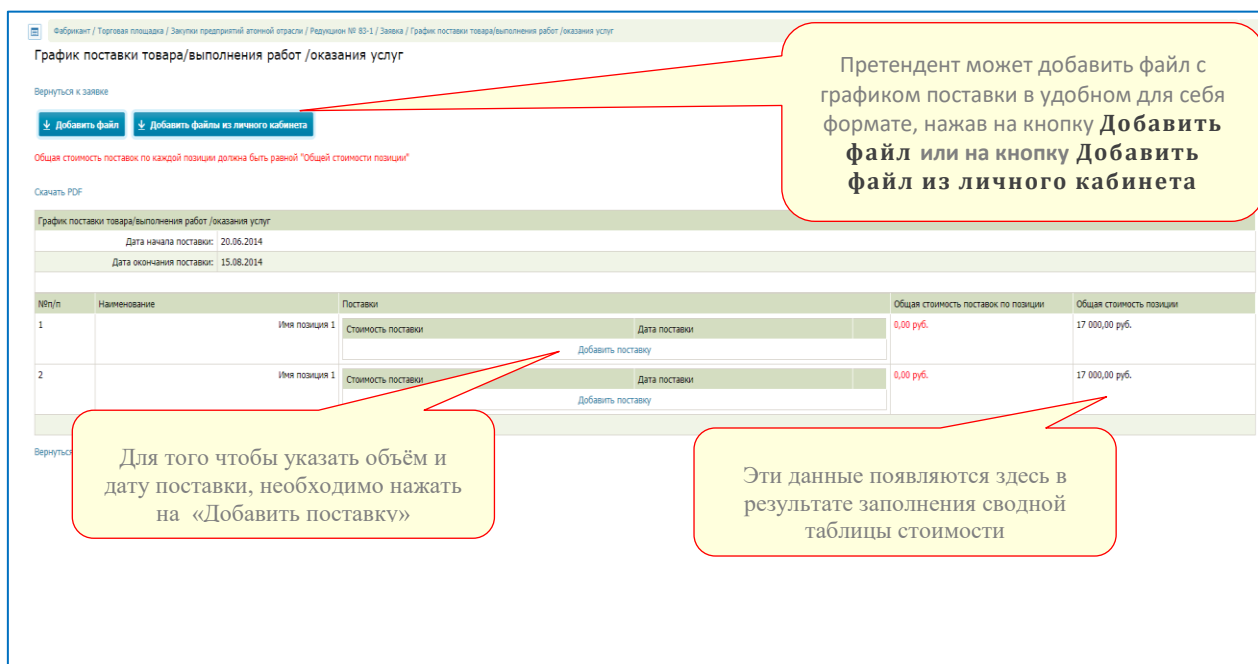 Фабрикант / Торговая площадка / Закупки предприятий атомной отрасли / Редукцион № 83-1 / Заявка / График поставки товара/выполнения работ /оказания услуг
График поставки товара/выполнения работ /оказания услуг
Вернуться к заявке
Добавить файл Добавить файлы из личного кабинета
Общая стоимость поставок по каждой позиции должна быть равной "Общей стоимости позиции"
Скачать PDF
Претендент может добавить файл с
графиком поставки в удобном для себя
формате, нажав на кнопку Добавить
файл или на кнопку Добавить
файл из личного кабинета
График поставки товара/выполнения работ /оказания услуг
Дата начала поставки: 20.06.2014
Дата окончания поставки: 15.08.2014
№п/п Наименование Поставки Общая стоимость поставок по позиции Общая стоимость позиции
1 Имя позиция 1 Стоимость поставки Дата поставки 0,00 руб. 17 000,00 руб.
Добавить поставку
2 Имя позиция 1 Стоимость поставки Дата поставки 0,00 руб. 17 000,00 руб.
Добавить поставку
Вернуться
Для того чтобы указать объём и
дату поставки, необходимо нажать
на «Добавить поставку»
Эти данные появляются здесь в
результате заполнения сводной
таблицы стоимости